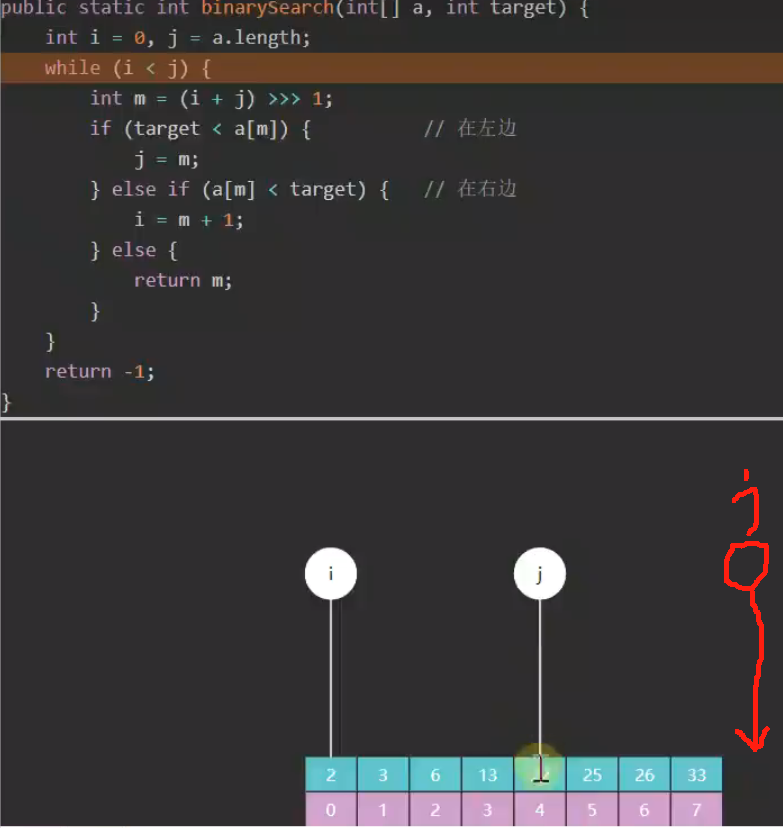 public static int binarySearch(int[] a, int target) {
int i = 0, j = a.length;
while (i < j) {
int m = (i + j) >>> 1;
if (target < a[m]) { // 在左边
j = m;
} else if (a[m] < target) { // 在右边
i = m + 1;
} else {
return m;
}
}
return -1;
}
j
i j
2 3 6 13 25 26 33
0 1 2 3 4 5 6 7